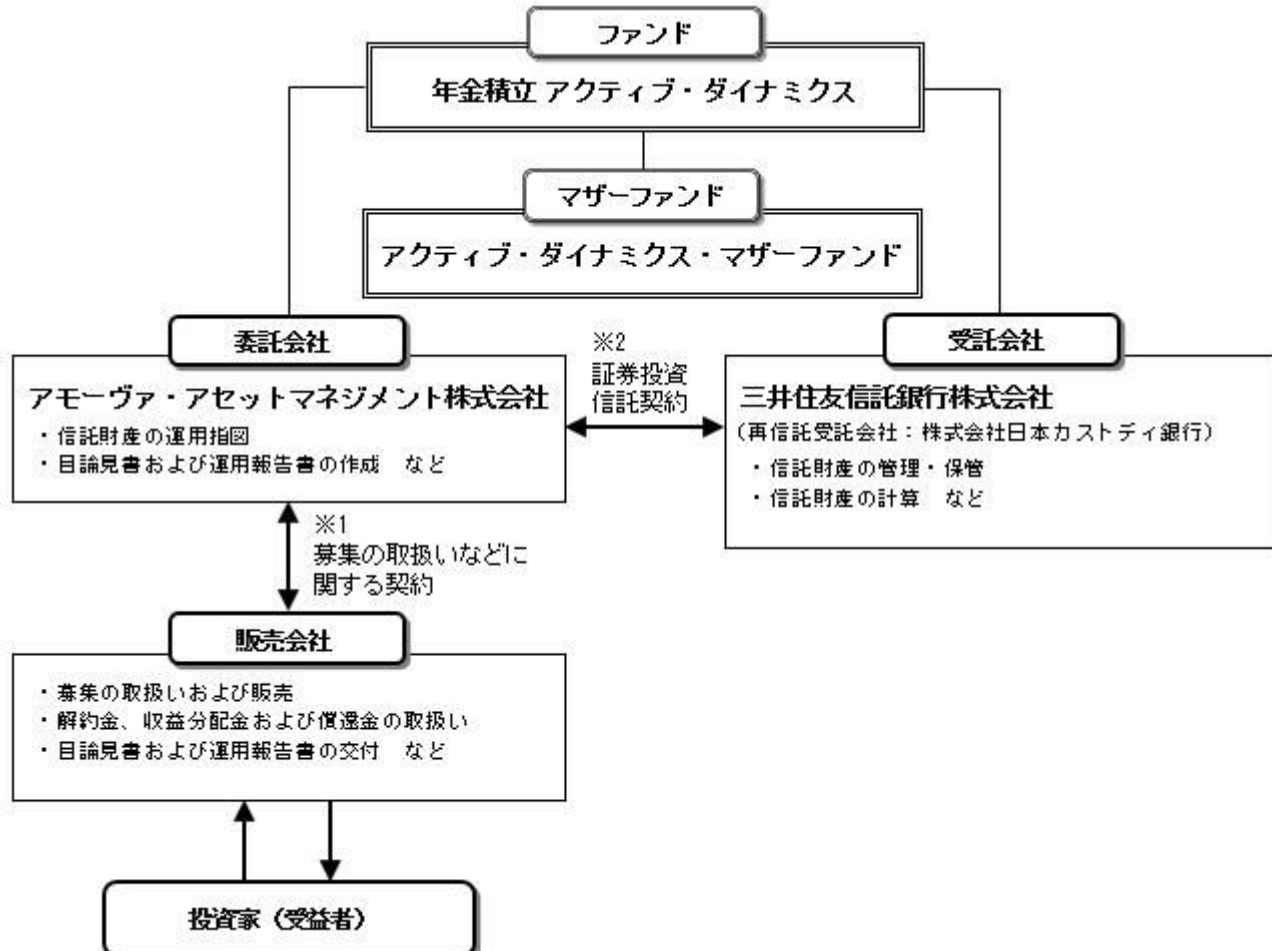 ファンド
年金積立 アクティブ・ダイナミクス
マザーファンド
アクティブ・ダイナミクス・マザーファンド
委託会社
アモーヴァ・アセットマネジメント株式会社
・信託財産の運用指図
・目論見書および運用報告書の作成　など
※2
証券投資
信託契約
受託会社
三井住友信託銀行株式会社
(再信託受託会社：株式会社日本カストディ銀行)
・信託財産の管理・保管
・信託財産の計算　など
※1
募集の取扱いなどに
関する契約
販売会社
・募集の取扱いおよび販売
・解約金、収益分配金および償還金の取扱い
・目論見書および運用報告書の交付　など
投資家（受益者）